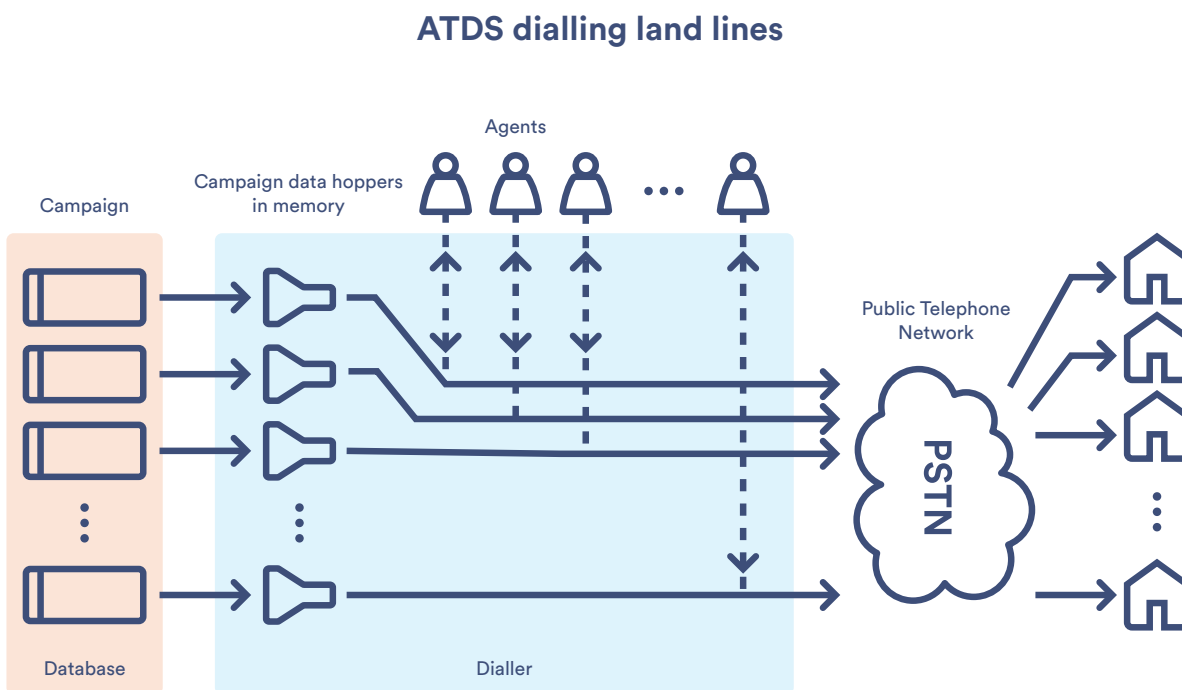 ATDS dialling land lines
Agents
Campaign data hoppers
in memory
Campaign
Public Telephone
Network
PSTN
Database
Dialler